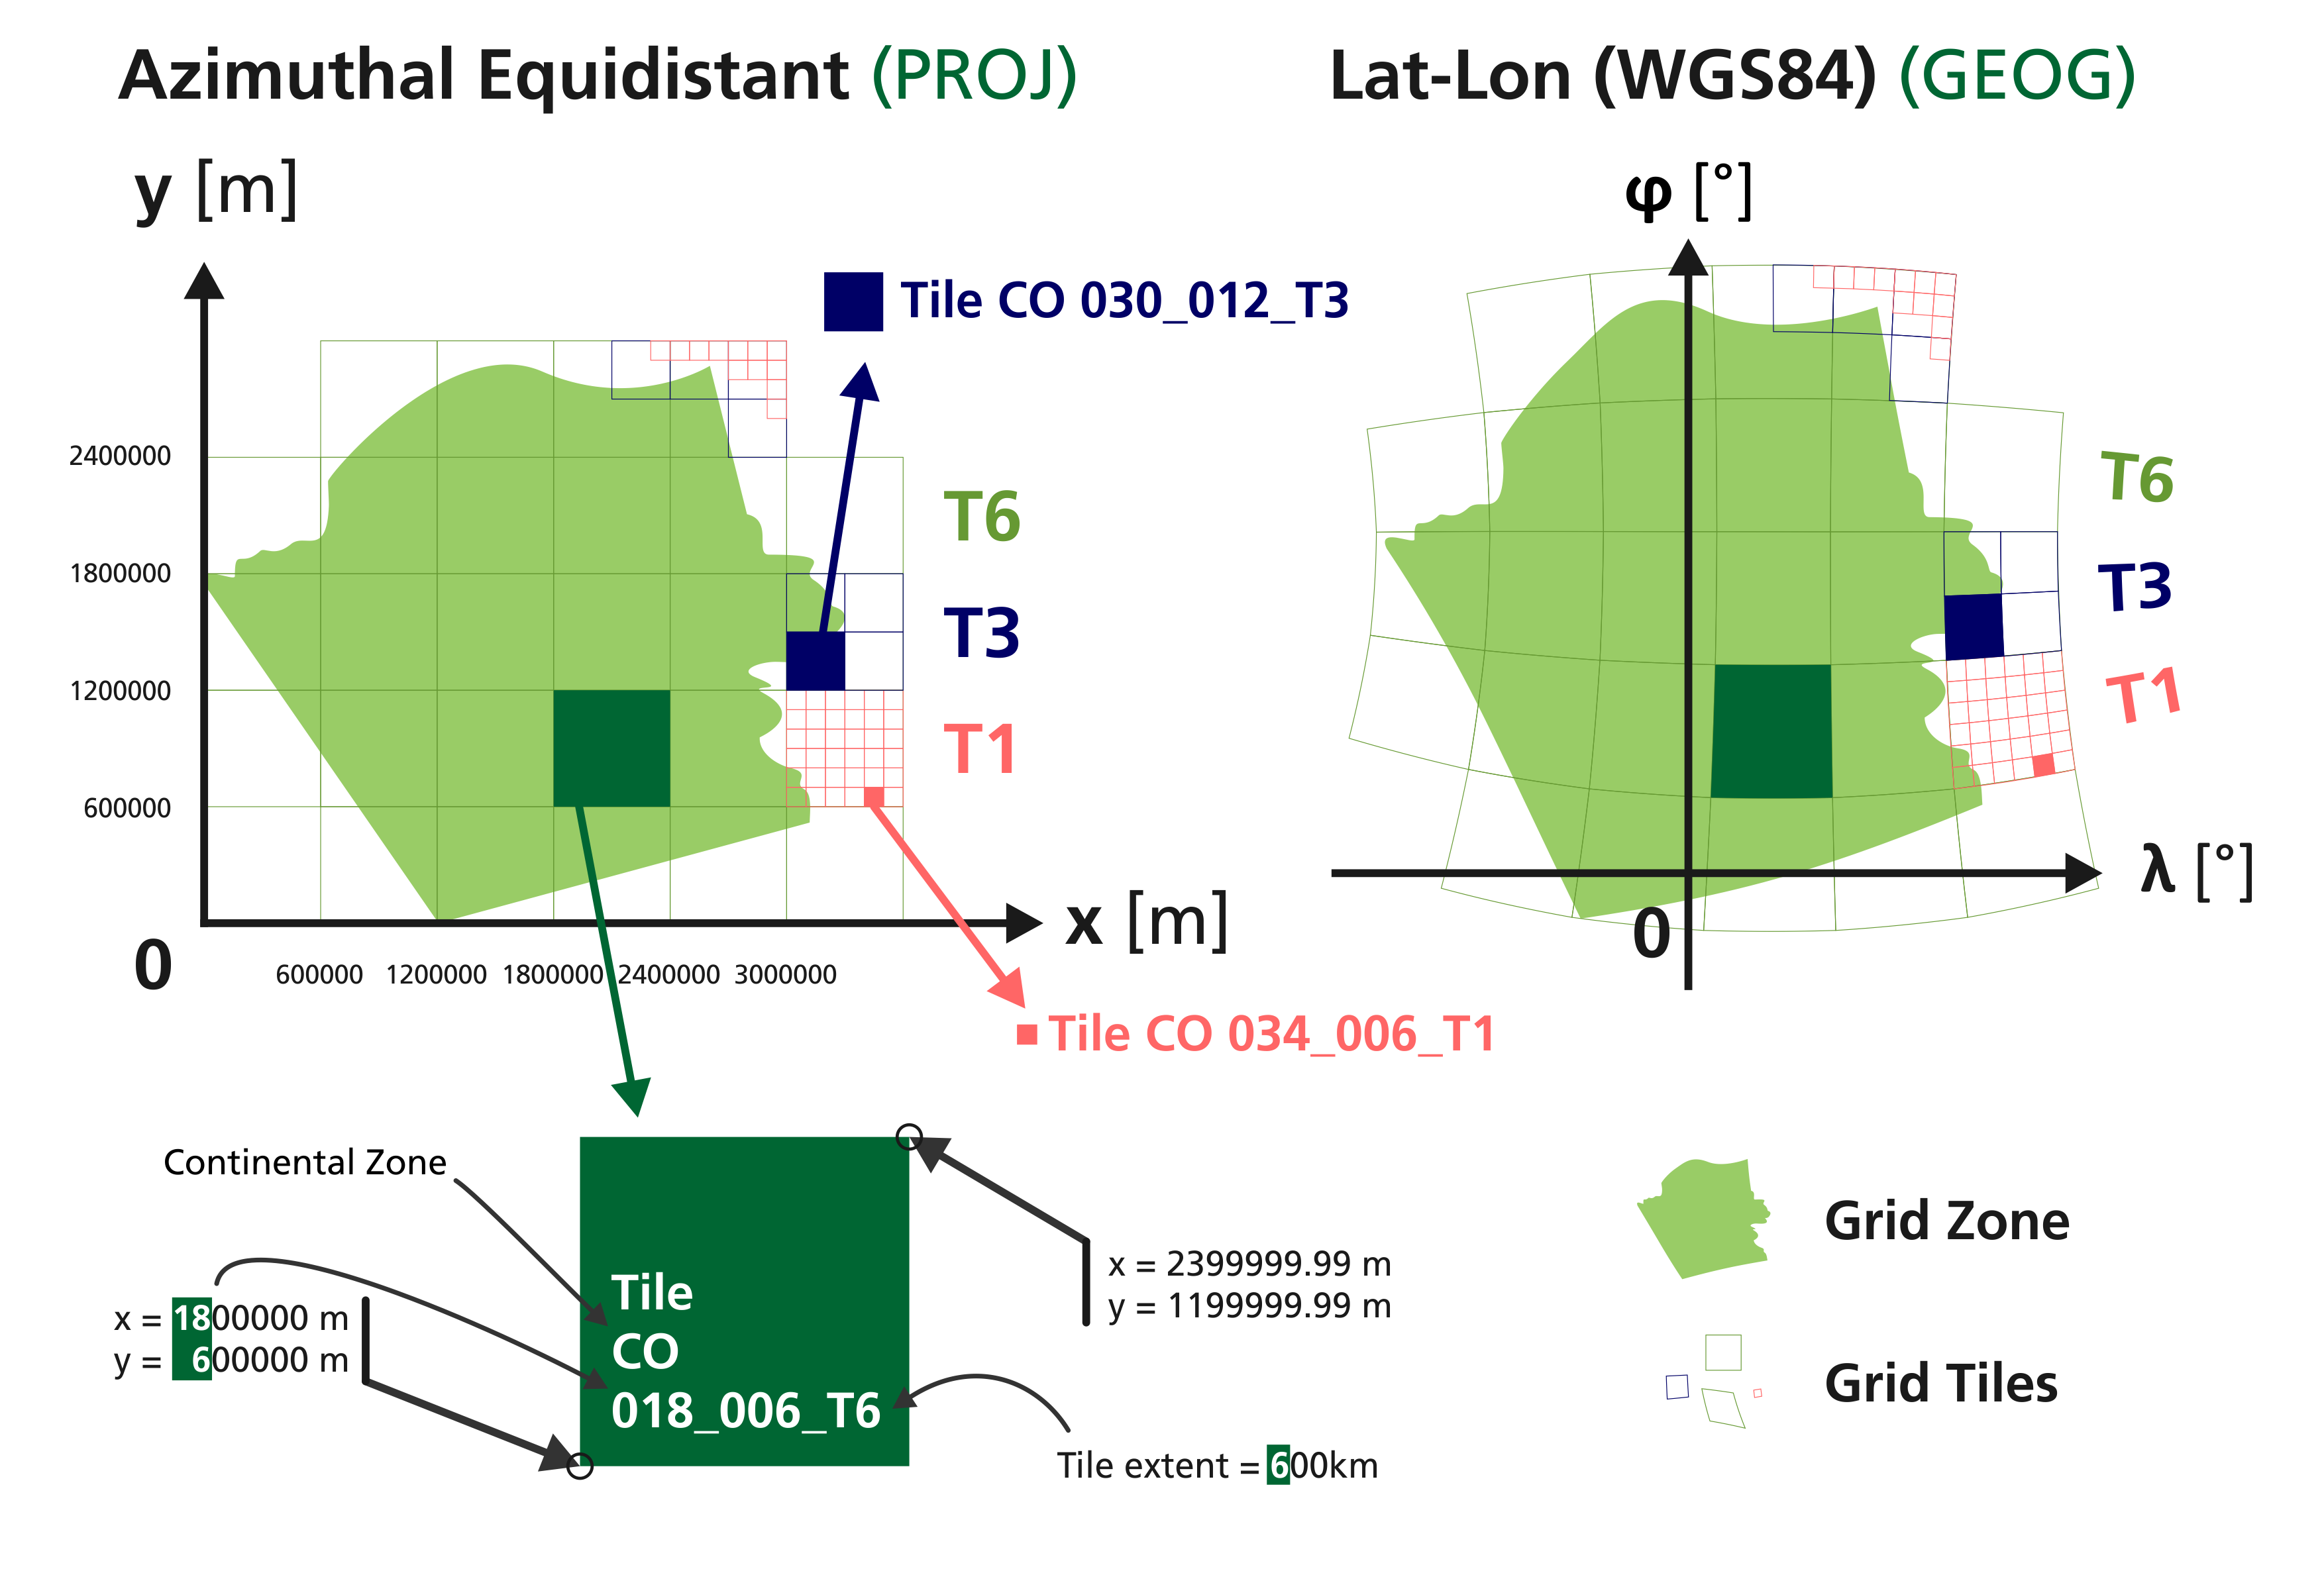 Azimuthal Equidistant (PROJ)
Lat-Lon (WGS84) (GEOG)
y [m]
φ [°]
Tile CO 030_012_T3
2400000
1800000
1200000
600000
T6
T3
T1
T6
T3
T1
x [m]
λ [°]
0
0
600000 1200000 1800000 2400000 3000000
Tile CO 034_006_T1
Continental Zone
x = 1800000 m
y = 600000 m
Tile
CO
018_006_T6
x = 2399999.99 m
y = 1199999.99 m
Tile extent = 600km
Grid Zone
Grid Tiles